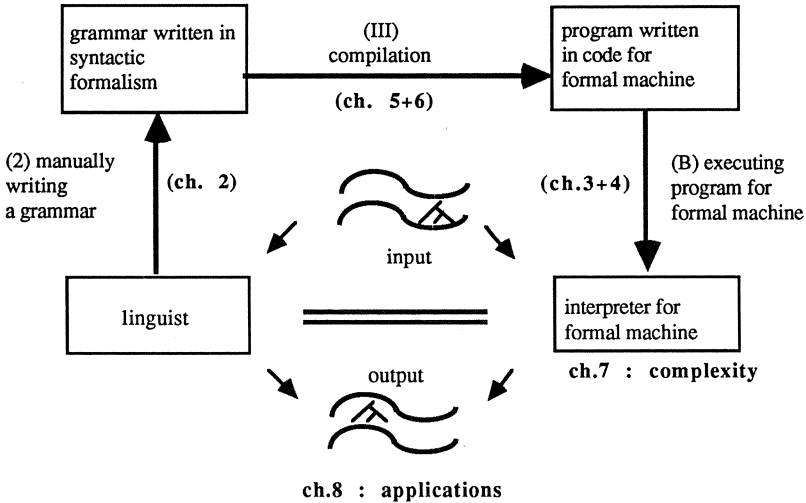 grammar written in
syntactic
formalism
(III)
compilation
(ch. 5+6)
program written
in code for
formal machine
(2) manually
writing
a grammar
(ch. 2)
(ch.3+4)
(B) executing
program for
formal machine
input
linguist
interpreter for
formal machine
ch.7 : complexity
output
ch.8 : applications